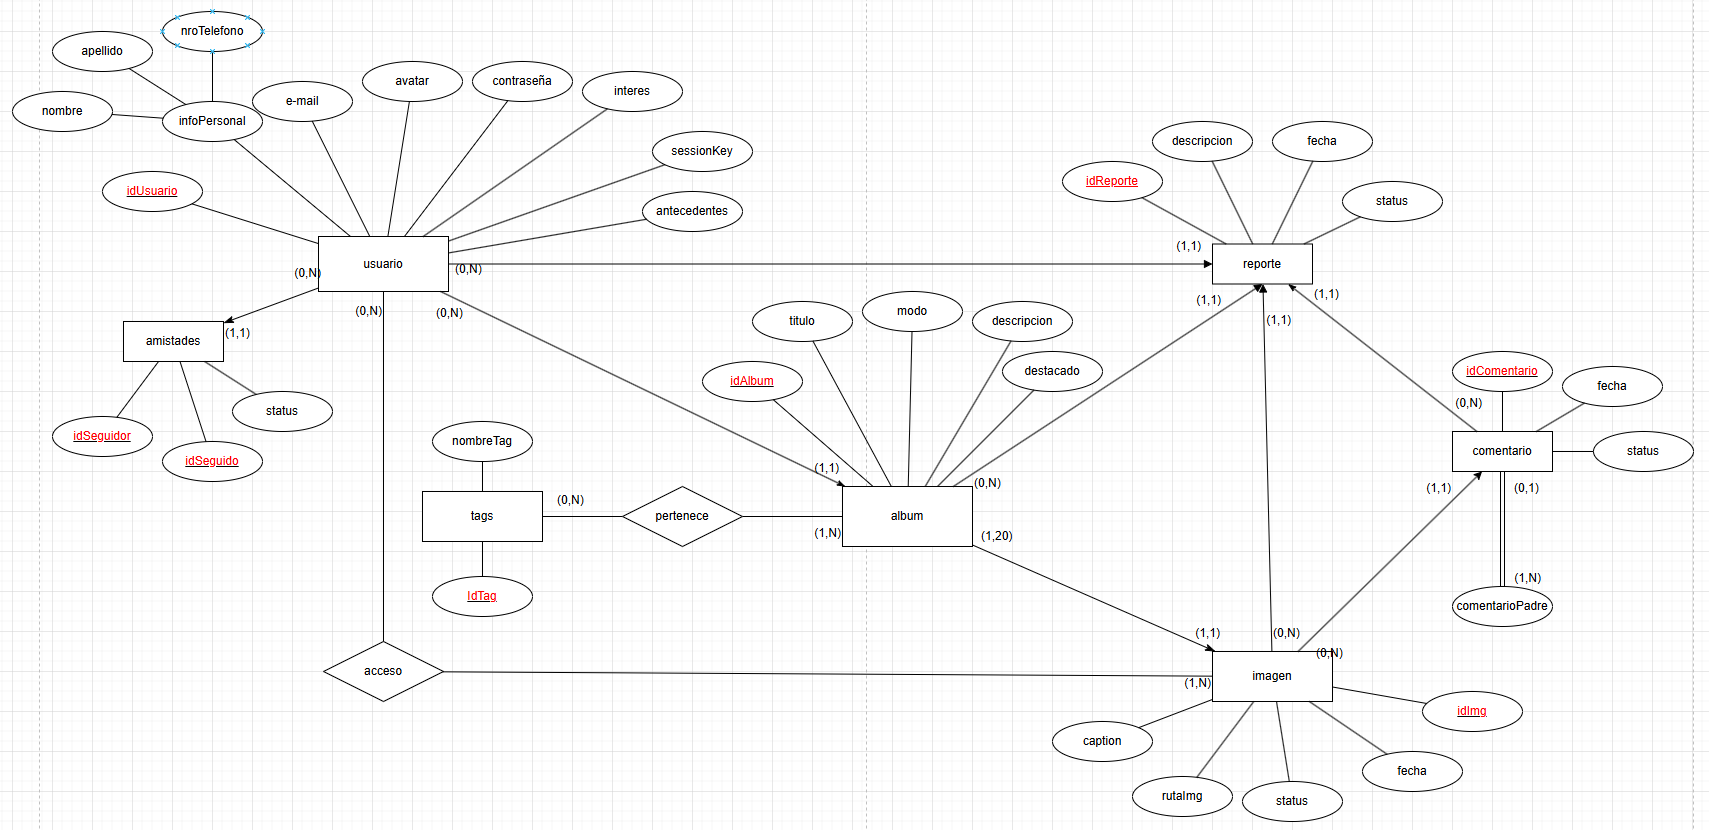 nroTelefono
apellido
avatar
contraseña
interes
e-mail
nombre
infoPersonal
descripcion
fecha
sessionKey
idReporte
idUsuario
status
antecedentes
(1,1)
usuario
reporte
(0,N)
(0,N)
(1,1)
(1,1)
(0,N)
(0,N)
modo
titulo
descripcion
(1,1)
(1,1)
amistades
destacado
idComentario
idAlbum
fecha
(0,N)
status
idSeguidor
nombreTag
comentario
status
idSeguido
(1,1)
(0,N)
(1,1)
(0,1)
(0,N)
tags
pertenece
album
(1,N)
(1,20)
(1,N)
IdTag
comentarioPadre
(1,1)
(0,N)
(0,N)
acceso
imagen
(1,N)
idImg
caption
fecha
rutaImg
status